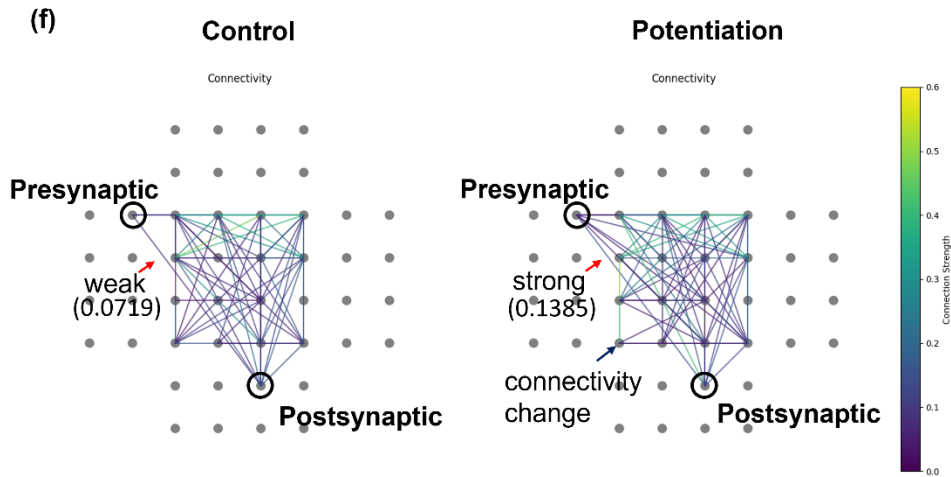 (f)
Control
Potentiation
Connectivity
Connectivity
Presynaptic
Presynaptic
weak
(0.0719)
strong
(0.1385)
connectivity
change
Postsynaptic
Postsynaptic
0.6
0.5
0.4
0.3
0.2
0.1
0.0
Connection Strength